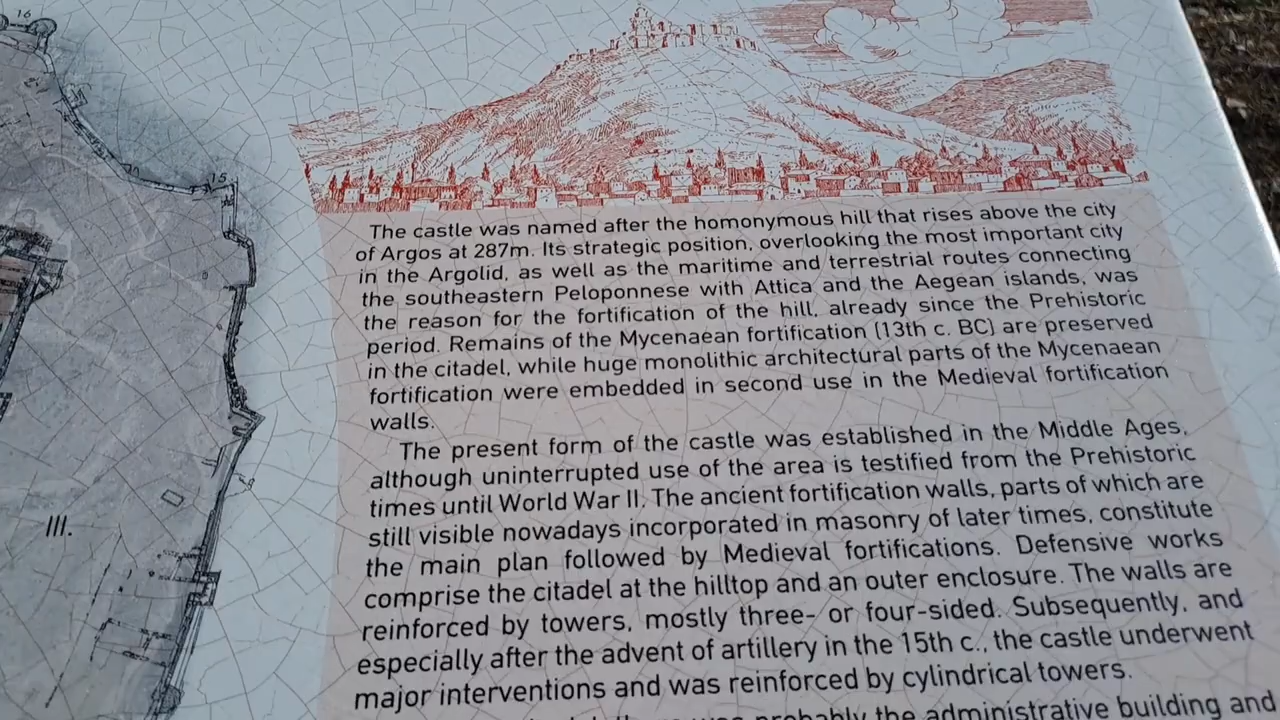 16
15
III.
The castle was named after the homonymous hill that rises above the city
of Argos at 287m. Its strategic position, overlooking the most important city
in the Argolid, as well as the maritime and terrestrial routes connecting
the southeastern Peloponnese with Attica and the Aegean islands, was
the reason for the fortification of the hill, already since the Prehistoric
period. Remains of the Mycenaean fortification (13th c. BC) are preserved
in the citadel, while huge monolithic architectural parts of the Mycenaean
fortification were embedded in second use in the Medieval fortification
walls.
The present form of the castle was established in the Middle Ages,
although uninterrupted use of the area is testified from the Prehistoric
times until World War II. The ancient fortification walls, parts of which are
still visible nowadays incorporated in masonry of later times, constitute
the main plan followed by Medieval fortifications. Defensive works
comprise the citadel at the hilltop and an outer enclosure. The walls are
reinforced by towers, mostly three- or four-sided. Subsequently, and
especially after the advent of artillery in the 15th c., the castle underwent
major interventions and was reinforced by cylindrical towers.
probably the administrative building and